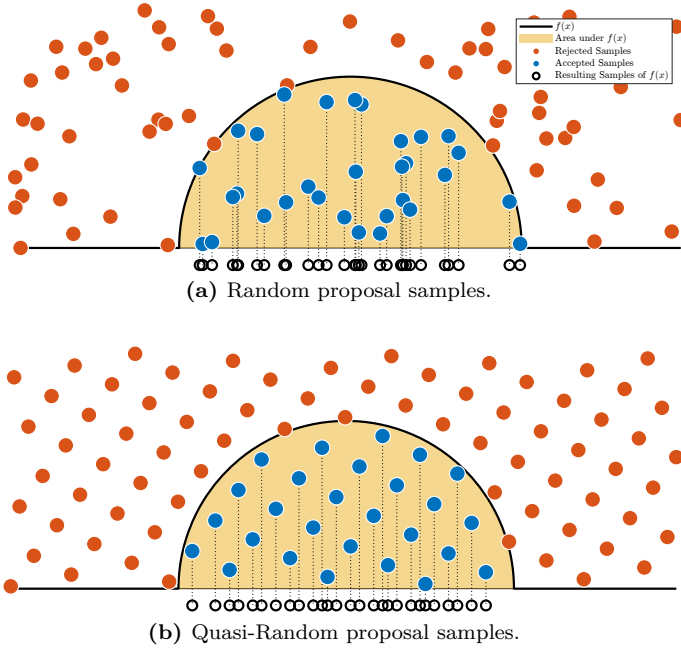 f(x)
Area under f(x)
Rejected Samples
Accepted Samples
Resulting Samples of f(x)
(a) Random proposal samples.
(b) Quasi-Random proposal samples.